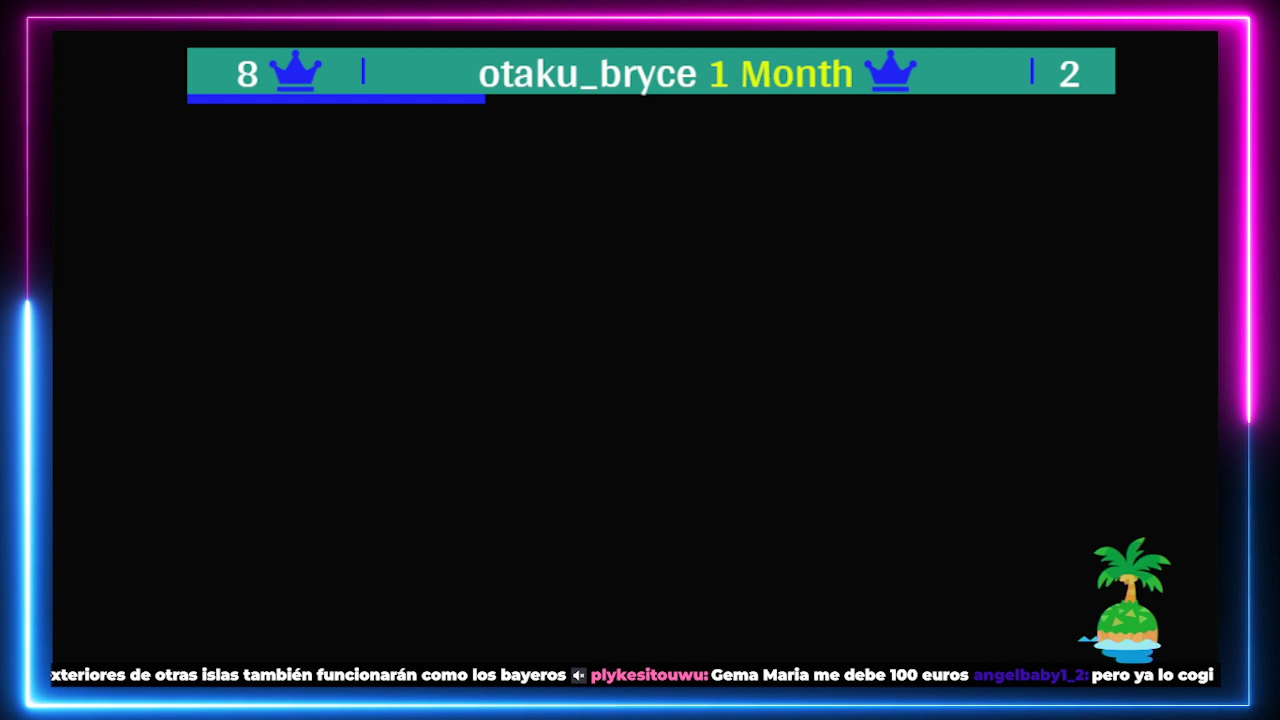 8 otaku_bryce 1 Month 2
xteriores de otras islas también funcionarán como los bayeros plykesitouwu: Gema Maria me debe 100 euros angelbaby1_2: pero ya lo cogi